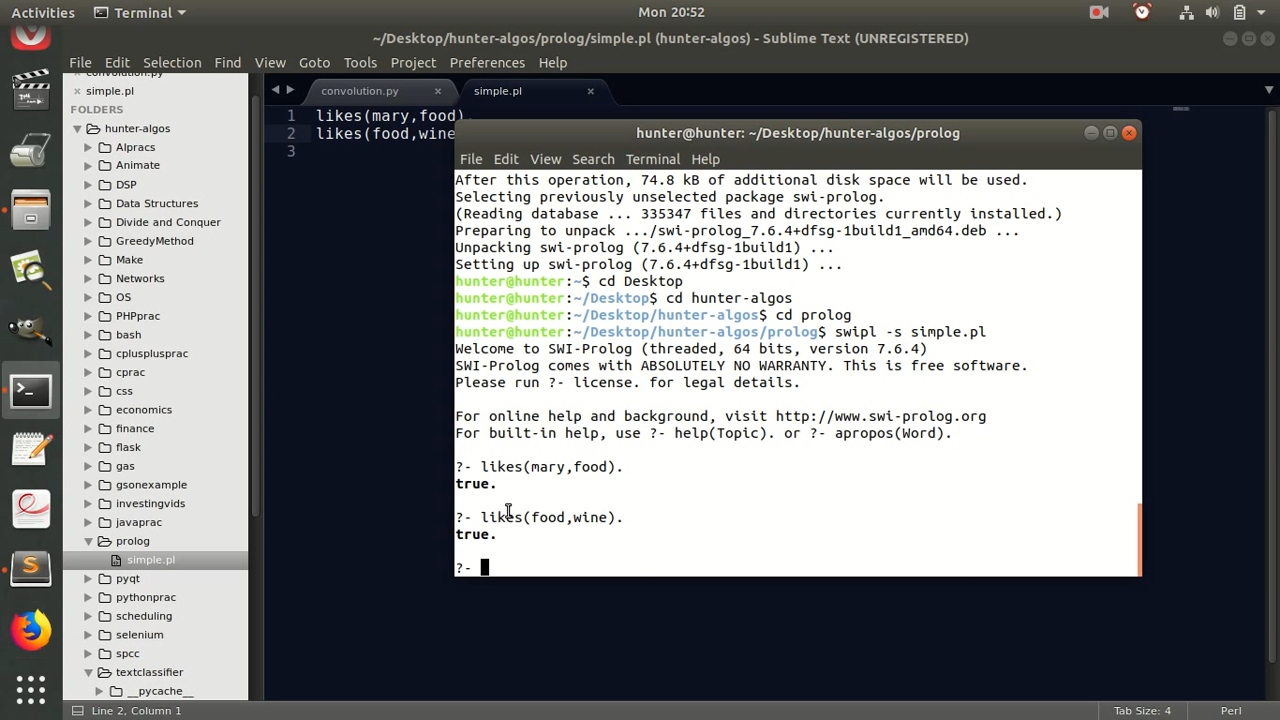 Activities Terminal Mon 20:52
~/Desktop/hunter-algos/prolog/simple.pl (hunter-algos) - Sublime Text (UNREGISTERED)
File Edit Selection Find View Goto Tools Project Preferences Help
convolution.py
simple.pl
FOLDERS
hunter-algos
Alpracs
Animate
DSP
Data Structures
Divide and Conquer
GreedyMethod
Make
Networks
OS
PHPprac
bash
cplusplusprac
cprac
css
economics
finance
flask
gas
gsonexample
investingvids
javaprac
prolog
simple.pl
pyqt
pythonprac
scheduling
selenium
spcc
textclassifier
__pycache__
convolution.py simple.pl
1 likes(mary,food).
2 likes(food,wine
3
hunter@hunter: ~/Desktop/hunter-algos/prolog
File Edit View Search Terminal Help
After this operation, 74.8 kB of additional disk space will be used.
Selecting previously unselected package swi-prolog.
(Reading database ... 335347 files and directories currently installed.)
Preparing to unpack .../swi-prolog_7.6.4+dfsg-1build1_amd64.deb ...
Unpacking swi-prolog (7.6.4+dfsg-1build1) ...
Setting up swi-prolog (7.6.4+dfsg-1build1) ...
hunter@hunter:~$ cd Desktop
hunter@hunter:~/Desktop$ cd hunter-algos
hunter@hunter:~/Desktop/hunter-algos$ cd prolog
hunter@hunter:~/Desktop/hunter-algos/prolog$ swipl -s simple.pl
Welcome to SWI-Prolog (threaded, 64 bits, version 7.6.4)
SWI-Prolog comes with ABSOLUTELY NO WARRANTY. This is free software.
Please run ?- license. for legal details.
For online help and background, visit http://www.swi-prolog.org
For built-in help, use ?- help(Topic). or ?- apropos(Word).
?- likes(mary,food).
true.
?- likes(food,wine).
true.
?-
Line 2, Column 1 Tab Size: 4 Perl